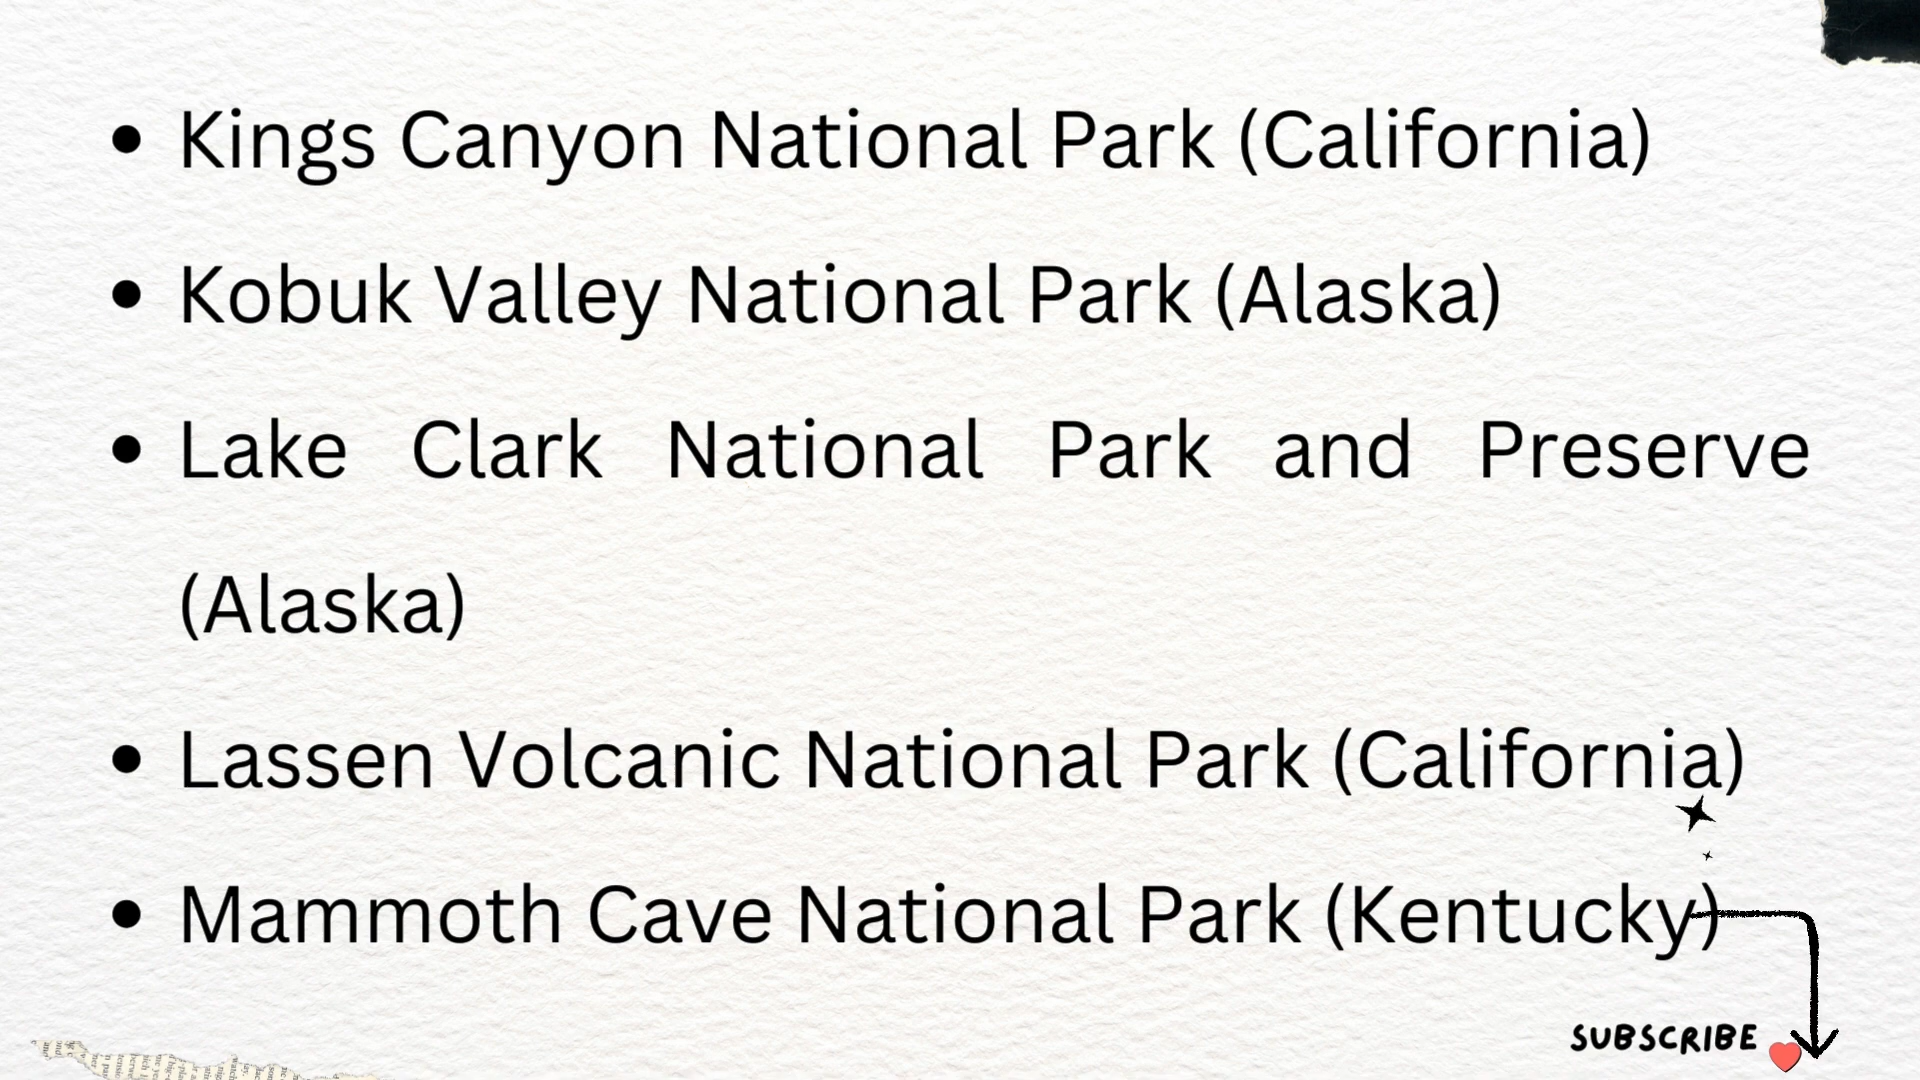 • Kings Canyon National Park (California)
• Kobuk Valley National Park (Alaska)
• Lake Clark National Park and Preserve
(Alaska)
• Lassen Volcanic National Park (California)
• Mammoth Cave National Park (Kentucky)
SUBSCRIBE